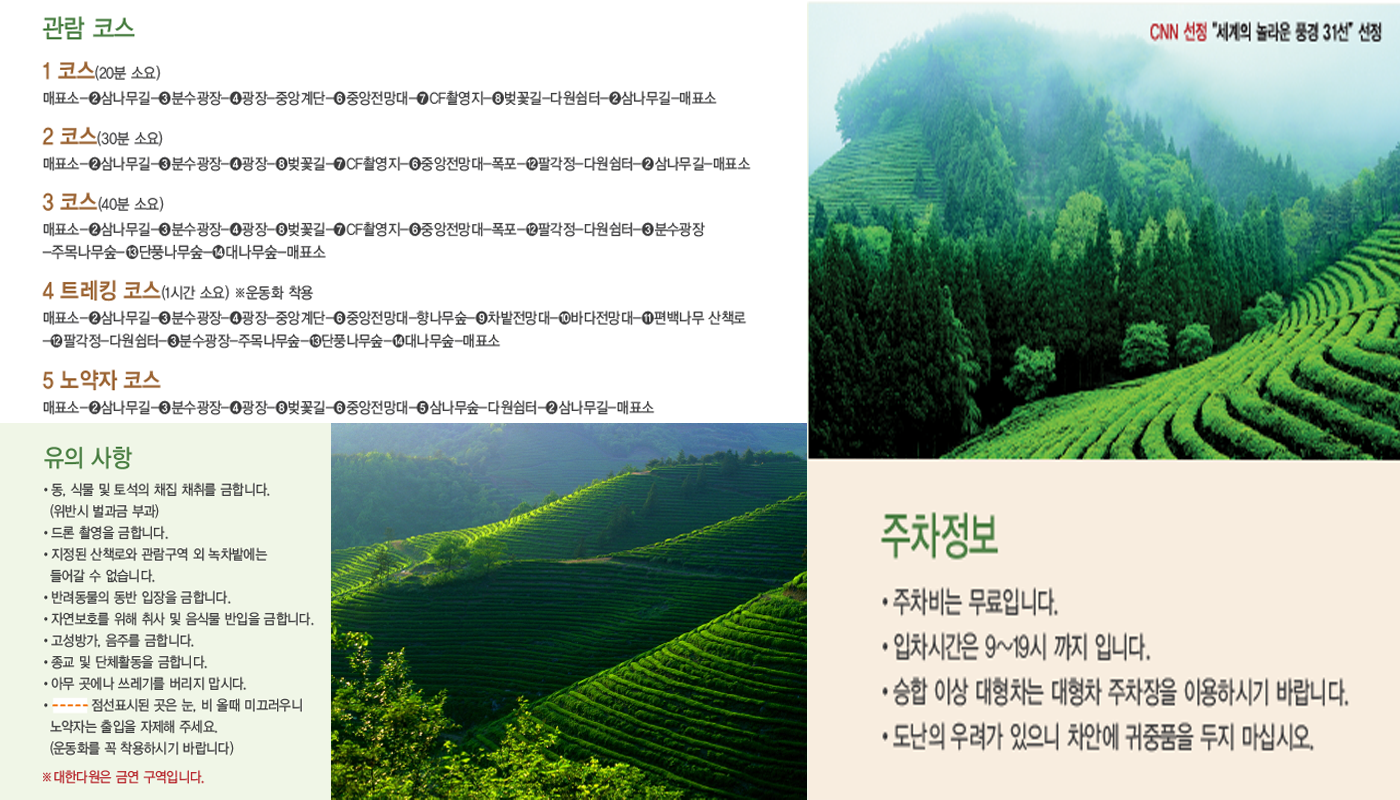 관람 코스
1 코스(20분 소요)
매표소-❷삼나무길-❸분수광장-❹광장-중앙계단-❻중앙전망대-❼CF촬영지-❽벚꽃길-다원쉼터-❷삼나무길-매표소
2 코스(30분 소요)
매표소-❷삼나무길-❸분수광장-❹광장-❽벚꽃길-❼CF촬영지-❻중앙전망대-폭포-⓬팔각정-다원쉼터-❷삼나무길-매표소
3 코스(40분 소요)
매표소-❷삼나무길-❸분수광장-❹광장-❽벚꽃길-❼CF촬영지-❻중앙전망대-폭포-⓬팔각정-다원쉼터-❸분수광장
-주목나무숲-⓭단풍나무숲-⓮대나무숲-매표소
4 트레킹 코스(1시간 소요) ※운동화 착용
매표소-❷삼나무길-❸분수광장-❹광장-중앙계단-❻중앙전망대-향나무숲-❾차밭전망대-❿바다전망대-⓫편백나무 산책로
-⓬팔각정-다원쉼터-❸분수광장-주목나무숲-⓭단풍나무숲-⓮대나무숲-매표소
5 노약자 코스
매표소-❷삼나무길-❸분수광장-❹광장-❽벚꽃길-❻중앙전망대-❺삼나무숲-다원쉼터-❷삼나무길-매표소
유의 사항
• 동, 식물 및 토석의 채집 채취를 금합니다.
(위반시 벌과금 부과)
• 드론 촬영을 금합니다.
• 지정된 산책로와 관람구역 외 녹차밭에는
들어갈 수 없습니다.
• 반려동물의 동반 입장을 금합니다.
• 자연보호를 위해 취사 및 음식물 반입을 금합니다.
• 고성방가, 음주를 금합니다.
• 종교 및 단체활동을 금합니다.
• 아무 곳에나 쓰레기를 버리지 맙시다.
• ----- 점선표시된 곳은 눈, 비 올때 미끄러우니
노약자는 출입을 자제해 주세요.
(운동화를 꼭 착용하시기 바랍니다)
※ 대한다원은 금연 구역입니다.
CNN 선정 "세계의 놀라운 풍경 31선" 선정
주차정보
• 주차비는 무료입니다.
• 입차시간은 9~19시 까지 입니다.
• 승합 이상 대형차는 대형차 주차장을 이용하시기 바랍니다.
• 도난의 우려가 있으니 차안에 귀중품을 두지 마십시오.